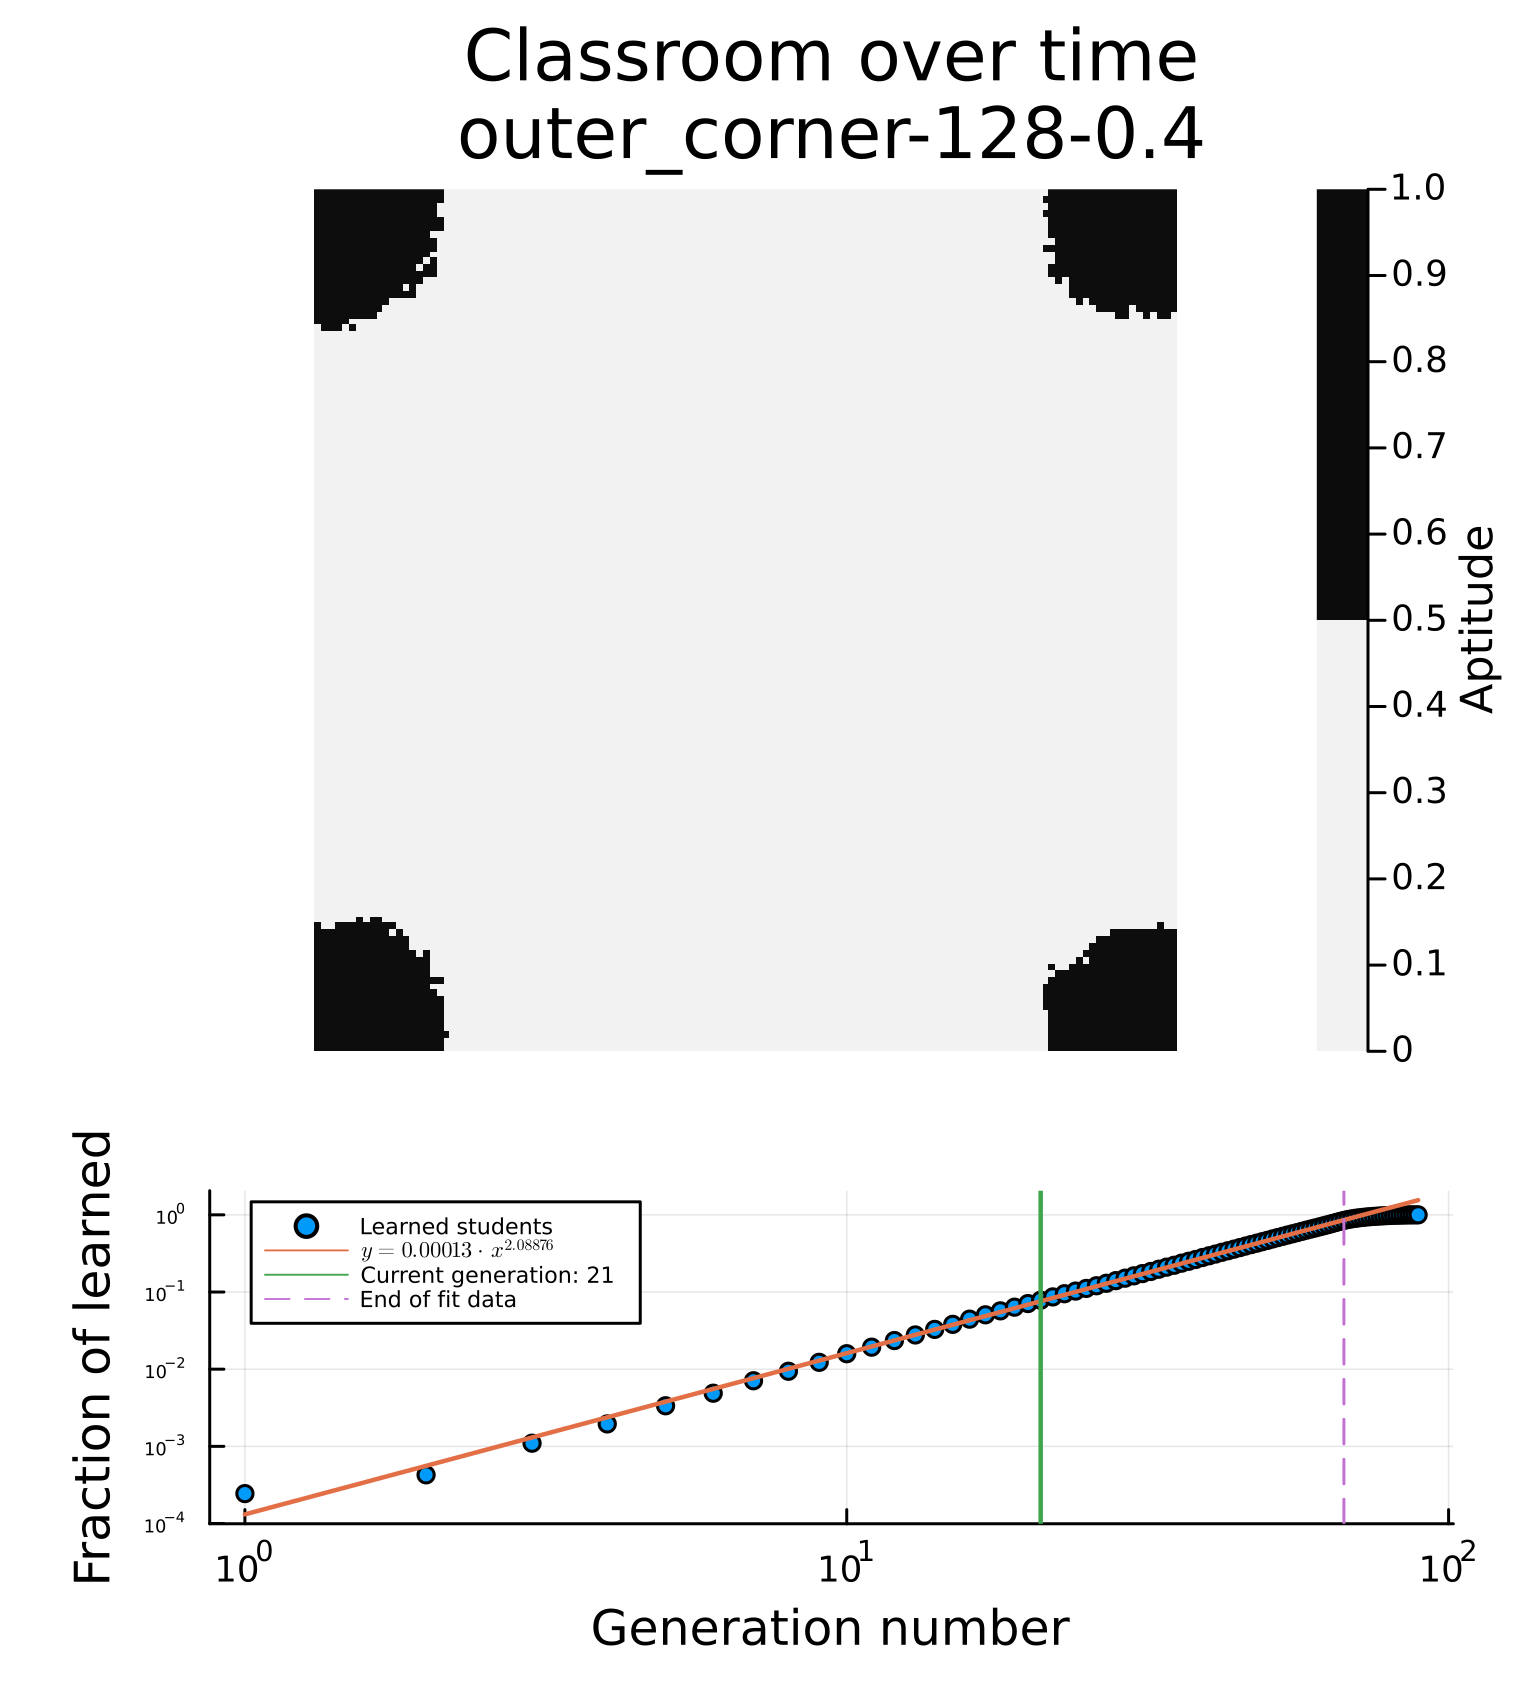 Classroom over time
outer_corner-128-0.4
1.0
0.9
0.8
0.7
0.6
0.5
0.4
0.3
0.2
0.1
0
Aptitude
Fraction of learned
10^0
10^-1
10^-2
10^-3
10^-4
Learned students
y = 0.00013 · x^2.08876
Current generation: 21
End of fit data
10^0 10^1 10^2
Generation number